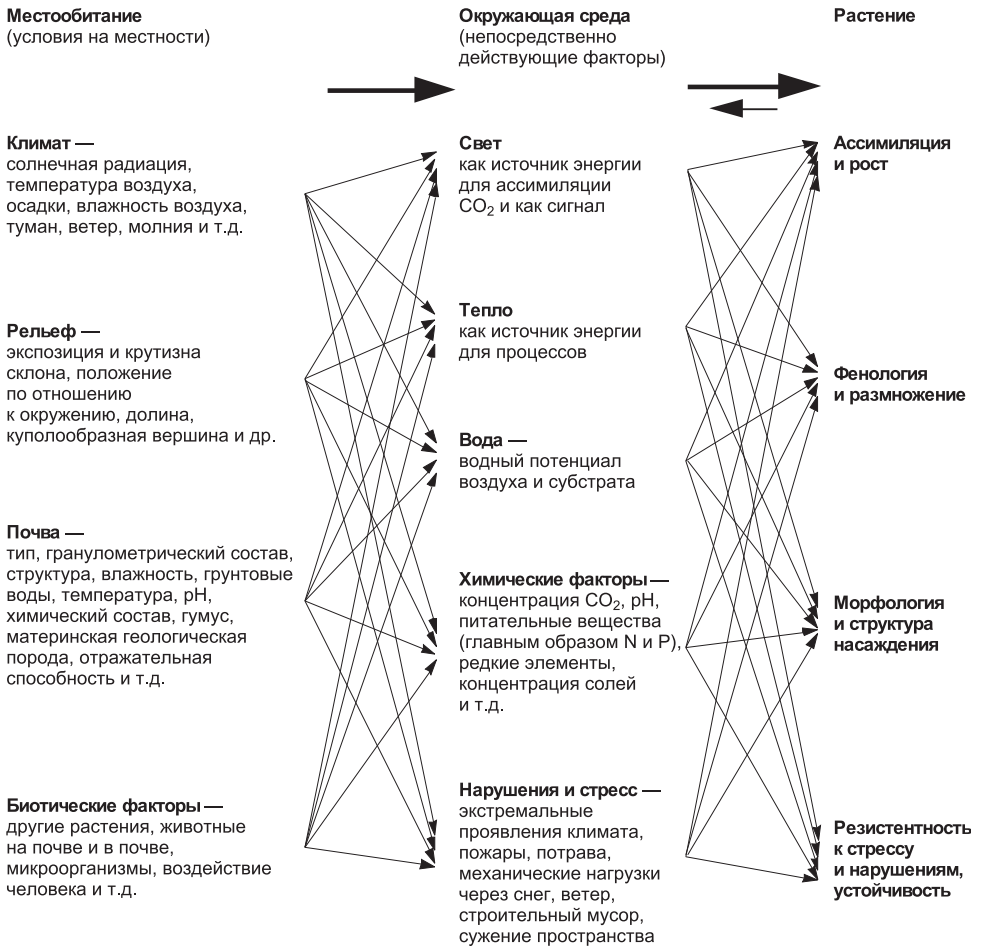 Местообитание
(условия на местности)
Окружающая среда
(непосредственно
действующие факторы)
Растение
Климат —
солнечная радиация,
температура воздуха,
осадки, влажность воздуха,
туман, ветер, молния и т.д.
Рельеф —
экспозиция и крутизна
склона, положение
по отношению
к окружению, долина,
куполообразная вершина и др.
Почва —
тип, гранулометрический состав,
структура, влажность, грунтовые
воды, температура, pH,
химический состав, гумус,
материнская геологическая
порода, отражательная
способность и т.д.
Биотические факторы —
другие растения, животные
на почве и в почве,
микроорганизмы, воздействие
человека и т.д.
Свет
как источник энергии
для ассимиляции
CO₂ и как сигнал
Тепло
как источник энергии
для процессов
Вода —
водный потенциал
воздуха и субстрата
Химические факторы —
концентрация CO₂, pH,
питательные вещества
(главным образом N и P),
редкие элементы,
концентрация солей
и т.д.
Нарушения и стресс —
экстремальные
проявления климата,
пожары, потрава,
механические нагрузки
через снег, ветер,
строительный мусор,
сужение пространства
Ассимиляция
и рост
Фенология
и размножение
Морфология
и структура
насаждения
Резистентность
к стрессу
и нарушениям,
устойчивость